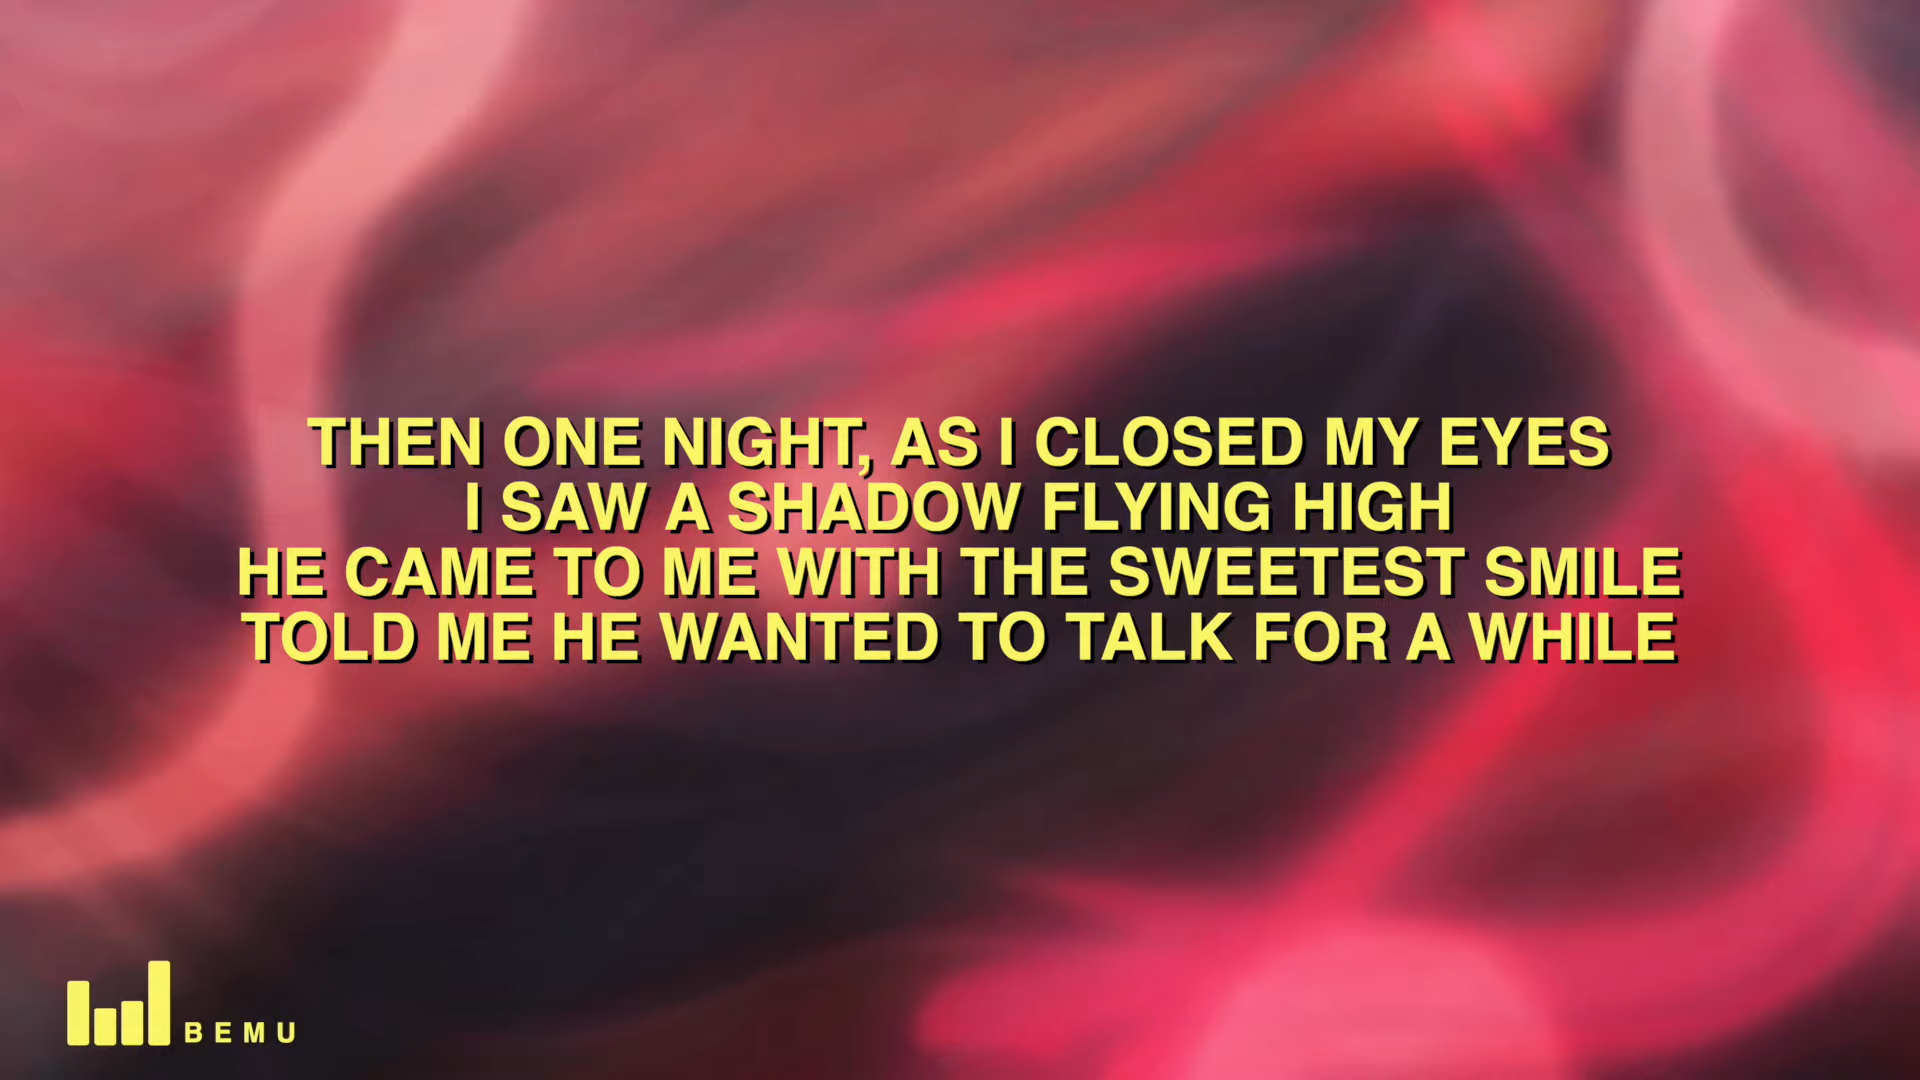 THEN ONE NIGHT, AS I CLOSED MY EYES
I SAW A SHADOW FLYING HIGH
HE CAME TO ME WITH THE SWEETEST SMILE
TOLD ME HE WANTED TO TALK FOR A WHILE
BEMU